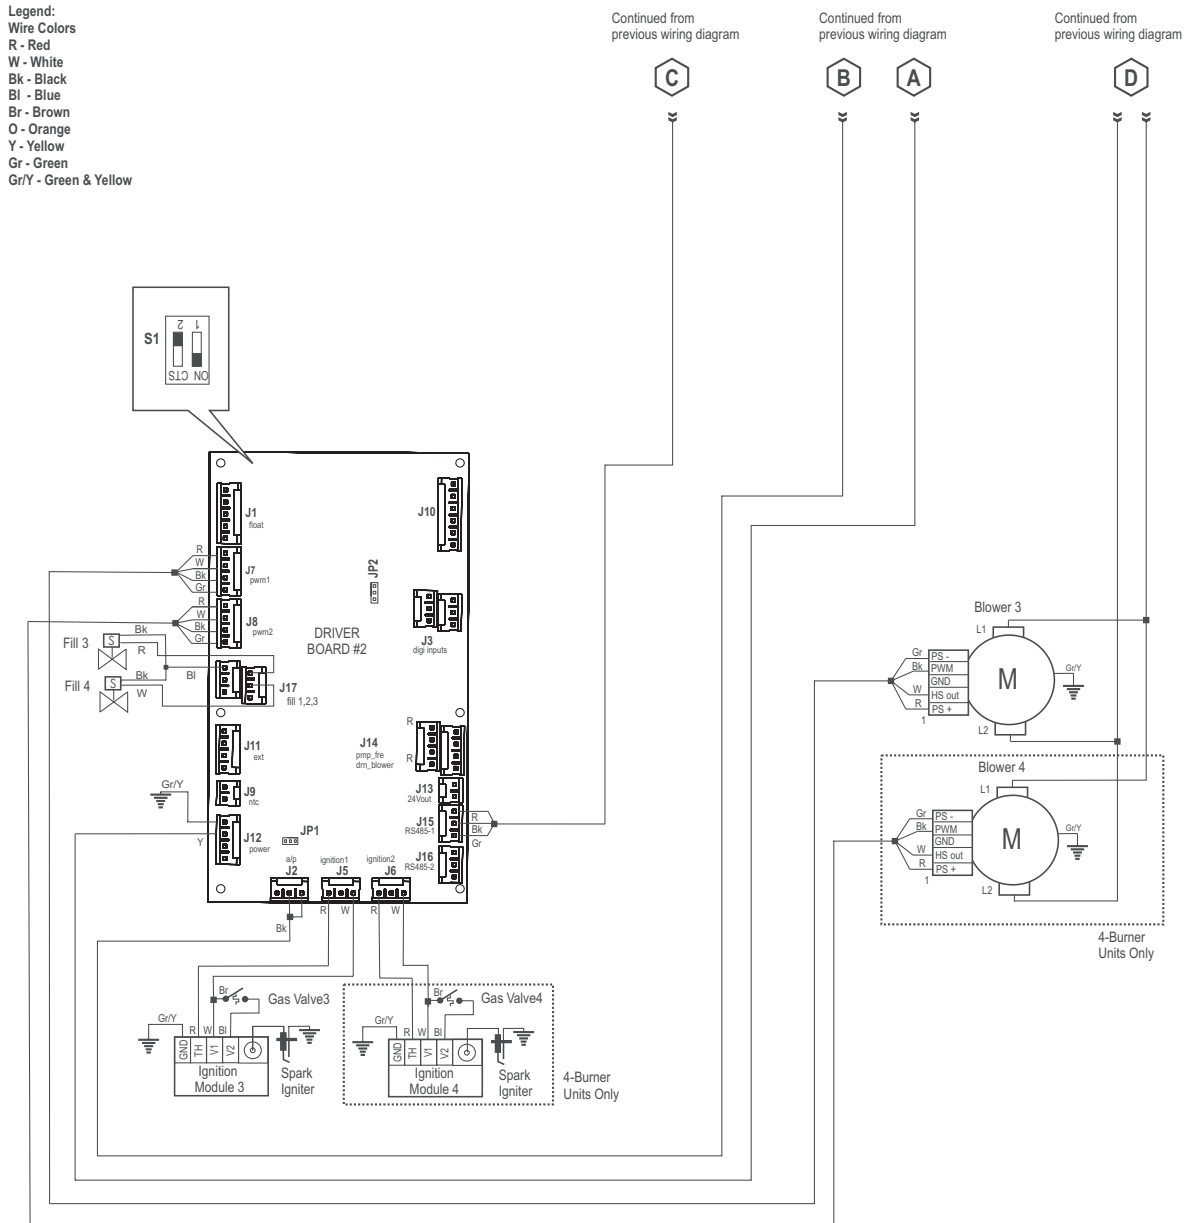 Legend:
Wire Colors
R - Red
W - White
Bk - Black
Bl - Blue
Br - Brown
O - Orange
Y - Yellow
Gr - Green
Gr/Y - Green & Yellow
Continued from
previous wiring diagram
C
Continued from
previous wiring diagram
B
A
Continued from
previous wiring diagram
D
S1
2 1
CTS ON
J1
float
J10
R
W
Bk
Gr
J7
pwm1
JP2
R
W
Bk
Gr
J8
pwm2
DRIVER
BOARD #2
J3
digi inputs
Fill 3
S
Bk
R
Fill 4
S
Bk
W
Bl
J17
fill 1,2,3
J11
ext
R
R
J14
pmp_fre
drn_blower
J9
ntc
J13
24Vout
Gr/Y
Y
J12
power
JP1
J15
RS485-1
R
Bk
Gr
J16
RS485-2
a/p
J2
ignition1
J5
ignition2
J6
Bk
R W
R W
Blower 3
L1
Gr
Bk
W
R
PS -
PWM
GND
HS out
PS +
1
M
Gr/Y
L2
Blower 4
L1
Gr
Bk
W
R
PS -
PWM
GND
HS out
PS +
1
M
Gr/Y
L2
4-Burner
Units Only
Br
Gas Valve3
Gr/Y
R W Bl
GND TH V1 V2
Ignition
Module 3
Spark
Igniter
Br
Gas Valve4
Gr/Y
R W Bl
GND TH V1 V2
Ignition
Module 4
Spark
Igniter
4-Burner
Units Only